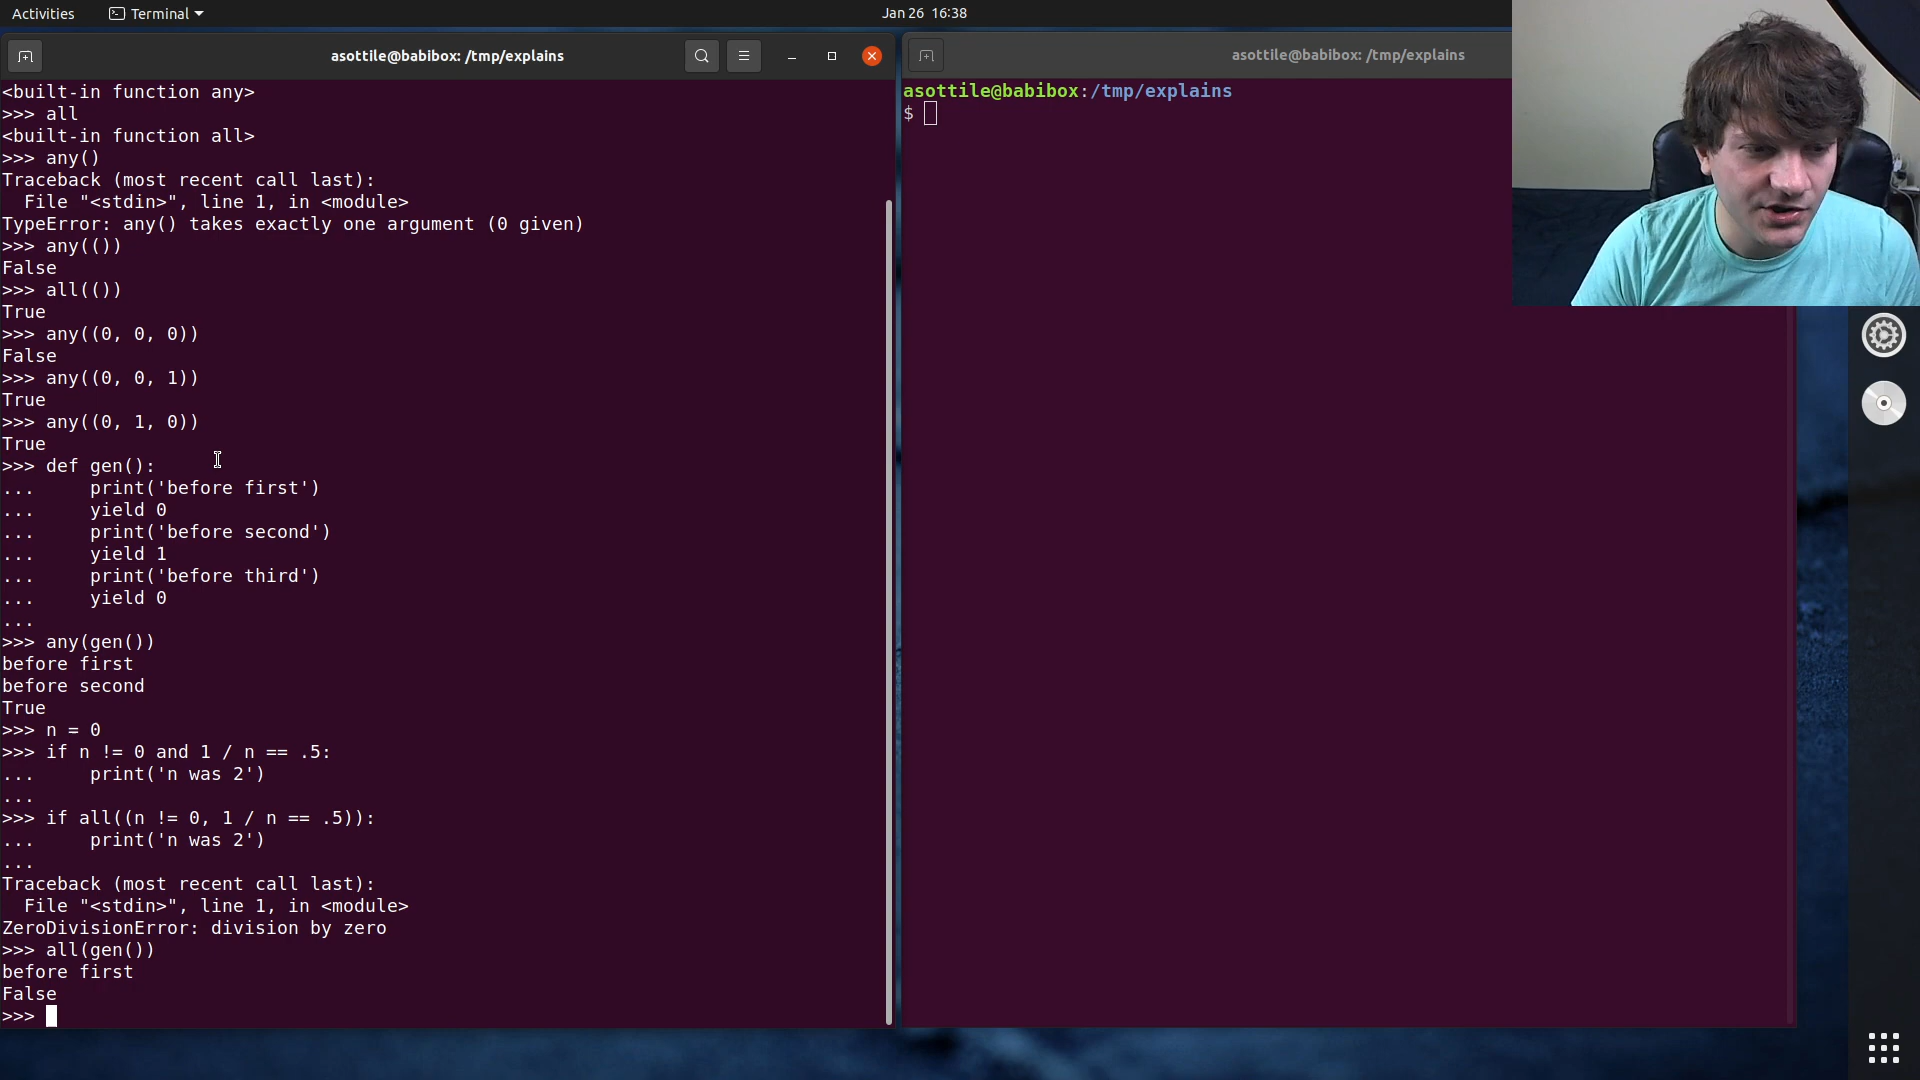 Activities
Terminal
Jan 26 16:38
asottile@babibox: /tmp/explains
<built-in function any>
>>> all
<built-in function all>
>>> any()
Traceback (most recent call last):
  File "<stdin>", line 1, in <module>
TypeError: any() takes exactly one argument (0 given)
>>> any(())
False
>>> all(())
True
>>> any((0, 0, 0))
False
>>> any((0, 0, 1))
True
>>> any((0, 1, 0))
True
>>> def gen():
...     print('before first')
...     yield 0
...     print('before second')
...     yield 1
...     print('before third')
...     yield 0
...
>>> any(gen())
before first
before second
True
>>> n = 0
>>> if n != 0 and 1 / n == .5:
...     print('n was 2')
...
>>> if all((n != 0, 1 / n == .5)):
...     print('n was 2')
...
Traceback (most recent call last):
  File "<stdin>", line 1, in <module>
ZeroDivisionError: division by zero
>>> all(gen())
before first
False
>>>
asottile@babibox: /tmp/explains
asottile@babibox:/tmp/explains
$